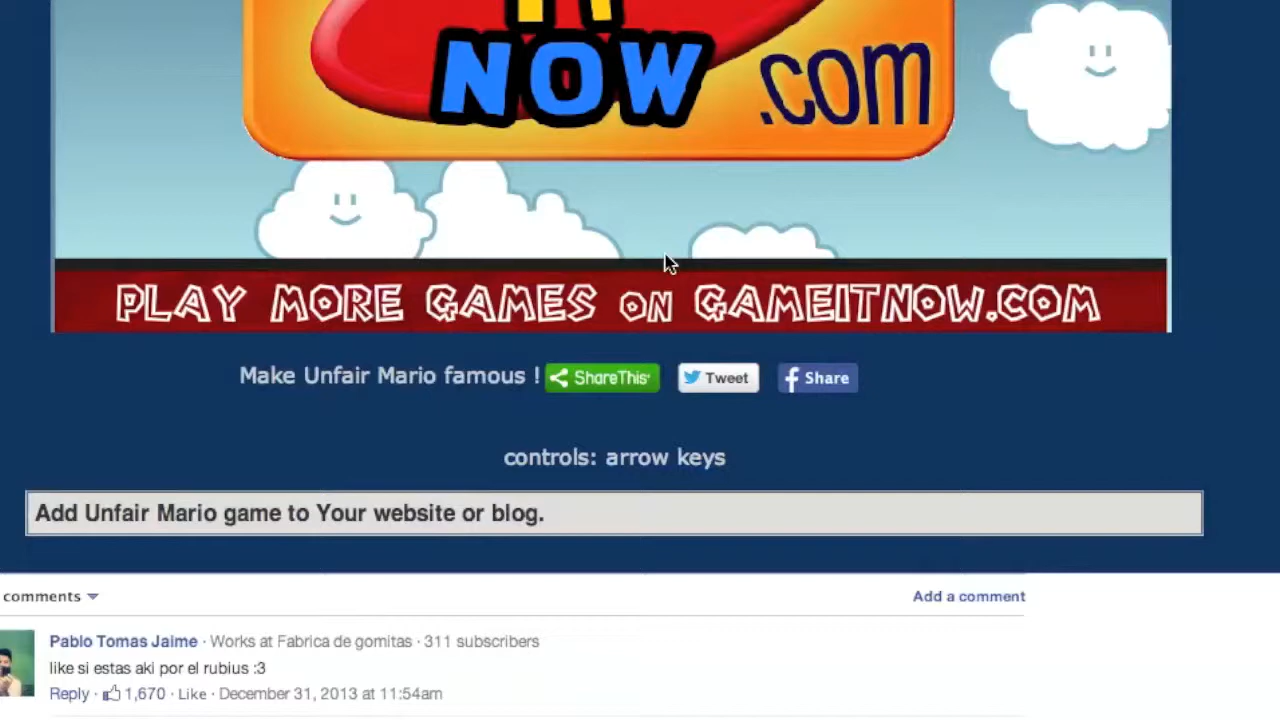 NOW
.com
PLAY MORE GAMES ON GAMEITNOW.COM
Make Unfair Mario famous ! ShareThis Tweet Share
controls: arrow keys
Add Unfair Mario game to Your website or blog.
comments Add a comment
Pablo Tomas Jaime · Works at Fabrica de gomitas · 311 subscribers
like si estas aki por el rubius :3
Reply · 1,670 · Like · December 31, 2013 at 11:54am